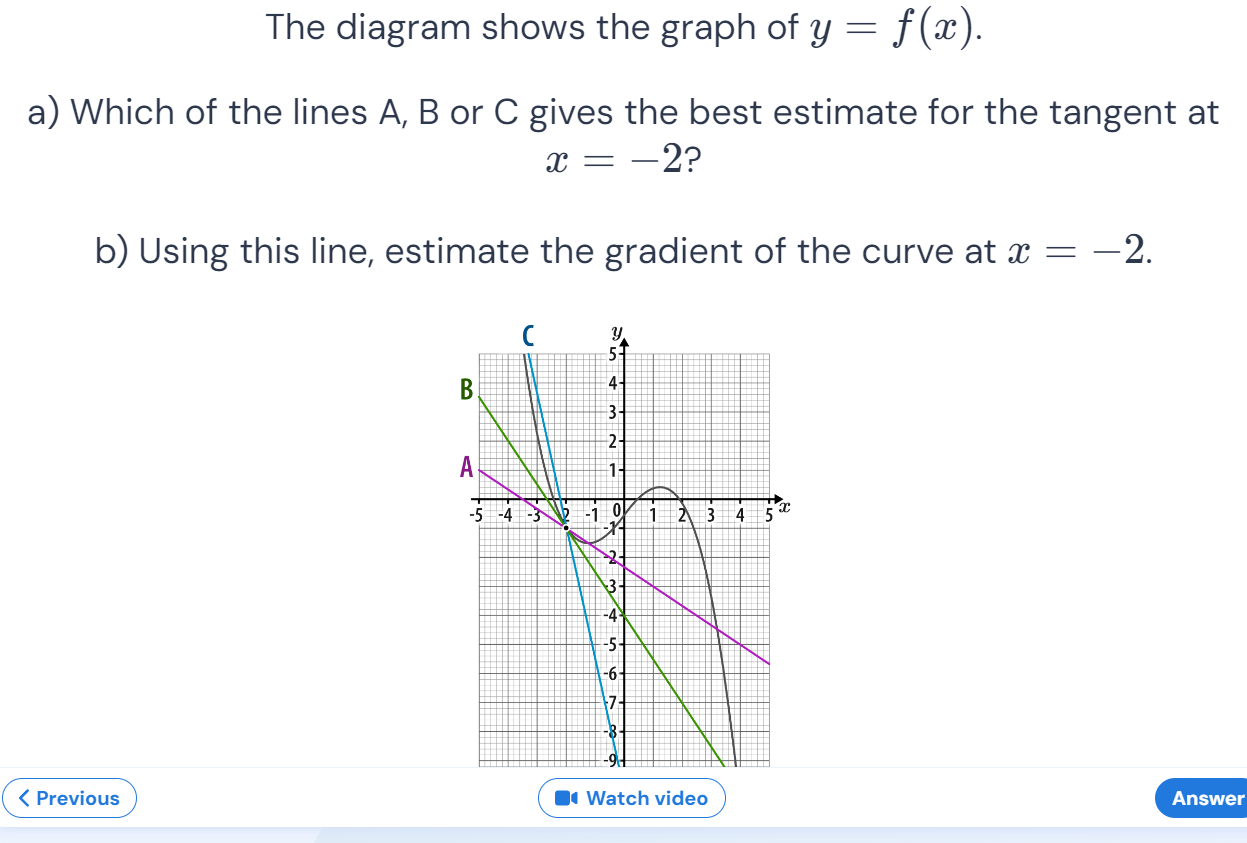 The diagram shows the graph of y = f(x).
a) Which of the lines A, B or C gives the best estimate for the tangent at
x = −2?
b) Using this line, estimate the gradient of the curve at x = −2.
C
y
5
B
4
3
2
A
1
-5 -4 -3 2 -1 0 1 2 3 4 5 x
-1
-2
-3
-4
-5
-6
-7
-8
-9
Previous
Watch video
Answer